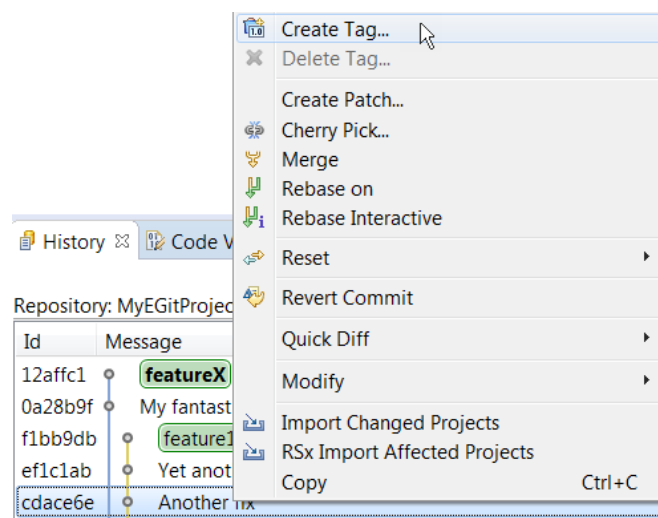 Create Tag...
Delete Tag...
Create Patch...
Cherry Pick...
Merge
Rebase on
Rebase Interactive
Reset
Revert Commit
Quick Diff
Modify
Import Changed Projects
RSx Import Affected Projects
Copy Ctrl+C
History Code V
Repository: MyEGitProjec
Id Message
12affc1 featureX
0a28b9f My fantast
f1bb9db feature1
ef1c1ab Yet anot
cdace6e Another fix